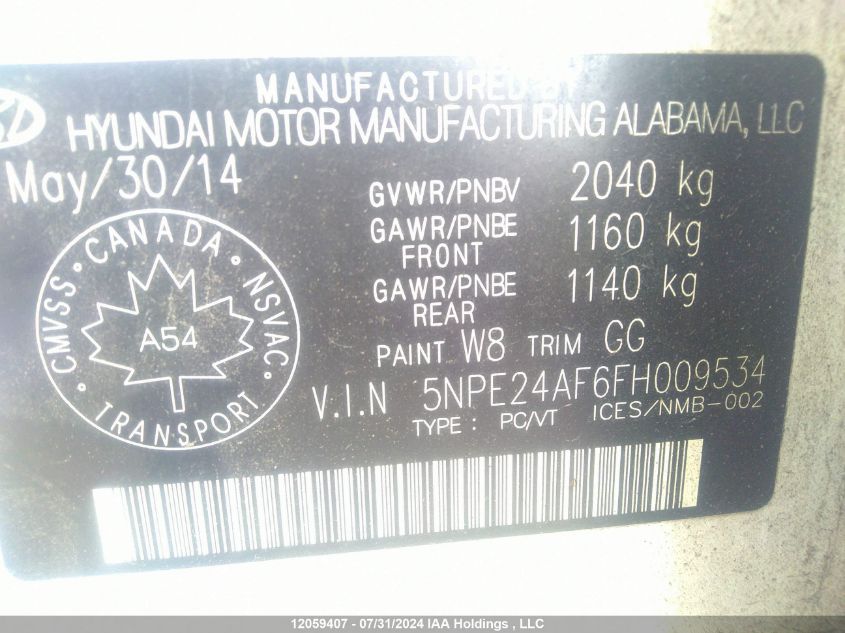 MANUFACTURED BY
HYUNDAI MOTOR MANUFACTURING ALABAMA, LLC
May/30/14
GVWR/PNBV 2040 kg
GAWR/PNBE 1160 kg
FRONT
GAWR/PNBE 1140 kg
REAR
PAINT W8 TRIM GG
V.I.N 5NPE24AF6FH009534
TYPE : PC/VT ICES/NMB-002
CMVSS • CANADA • NSVAC • TRANSPORT •
A54
12059407 - 07/31/2024 IAA Holdings , LLC